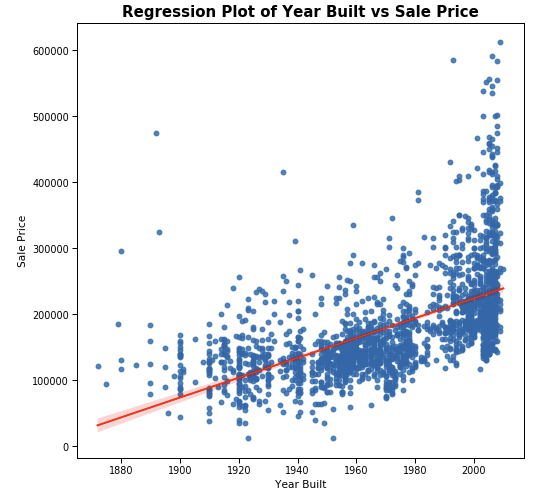 Regression Plot of Year Built vs Sale Price
600000
500000
400000
300000
200000
100000
0
Sale Price
1880 1900 1920 1940 1960 1980 2000
Year Built